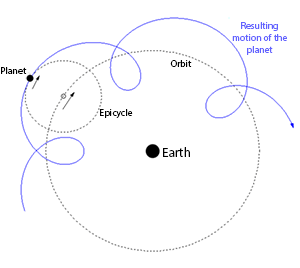 Resulting
motion of the
planet
Orbit
Planet
Epicycle
Earth